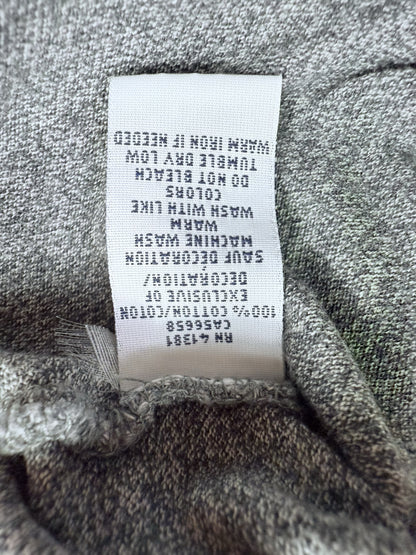 RN 41381
CA56658
100% COTTON/COTON
EXCLUSIVE OF
DECORATION/
SAUF DECORATION
MACHINE WASH
WARM
WASH WITH LIKE
COLORS
DO NOT BLEACH
TUMBLE DRY LOW
WARM IRON IF NEEDED